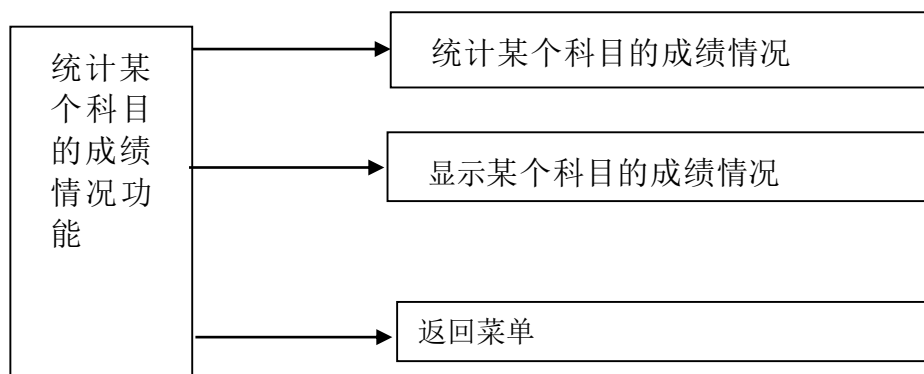 统计某
个科目
的成绩
情况功
能
统计某个科目的成绩情况
显示某个科目的成绩情况
返回菜单